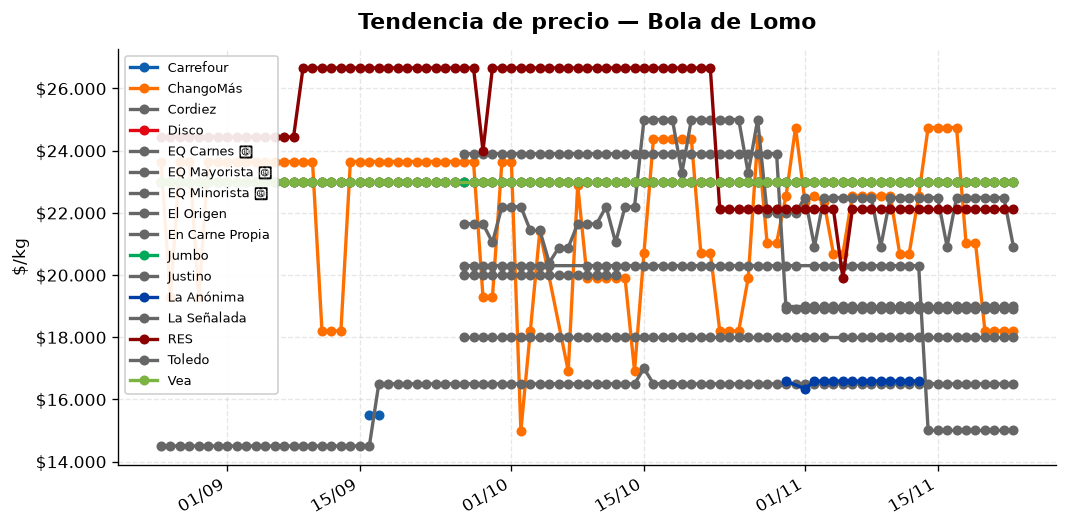 Tendencia de precio — Bola de Lomo
$/kg
$26.000
$24.000
$22.000
$20.000
$18.000
$16.000
$14.000
Carrefour
ChangoMás
Cordiez
Disco
EQ Carnes
EQ Mayorista
EQ Minorista
El Origen
En Carne Propia
Jumbo
Justino
La Anónima
La Señalada
RES
Toledo
Vea
01/09
15/09
01/10
15/10
01/11
15/11